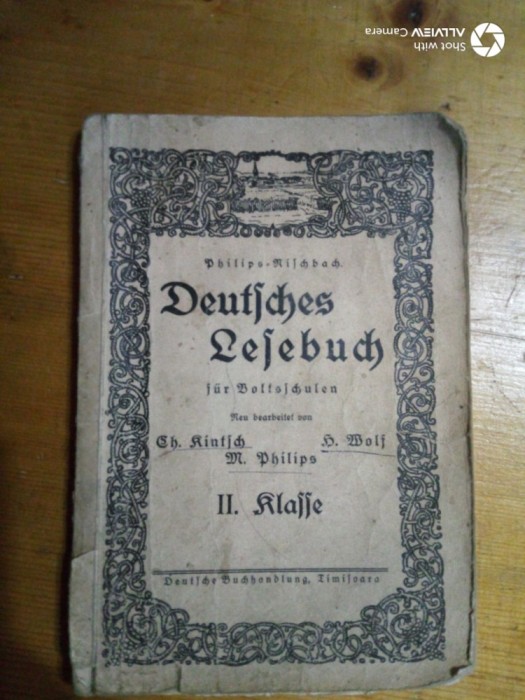 Shot with
ALLVIEW Camera
Philips-Rischbach
Deutsches
Lesebuch
für Volksschulen
Neu bearbeitet von
Ch. Kintsch H. Wolf
M. Philips
II. Klasse
Deutsche Buchhandlung, Timisoara